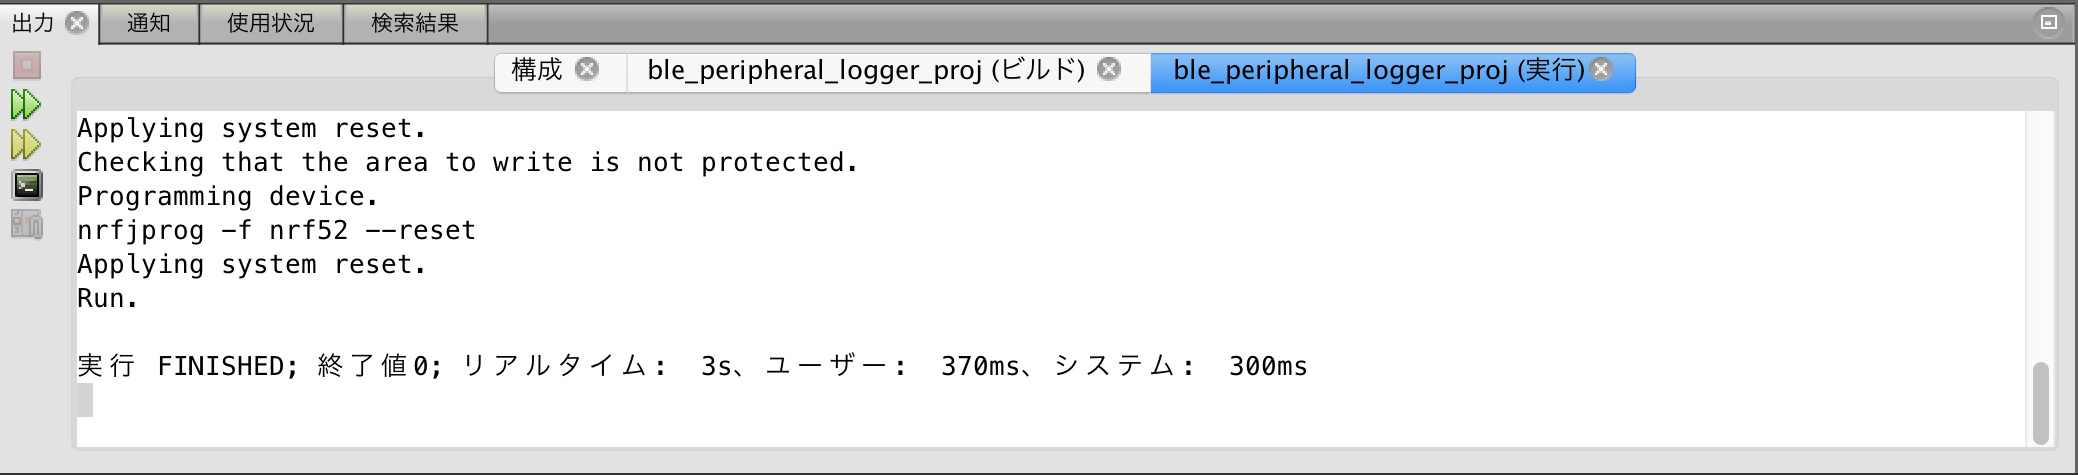 出力 通知 使用状況 検索結果
構成 ble_peripheral_logger_proj (ビルド) ble_peripheral_logger_proj (実行)
Applying system reset.
Checking that the area to write is not protected.
Programming device.
nrfjprog -f nrf52 --reset
Applying system reset.
Run.
実行 FINISHED; 終了値0; リアルタイム: 3s、ユーザー: 370ms、システム: 300ms